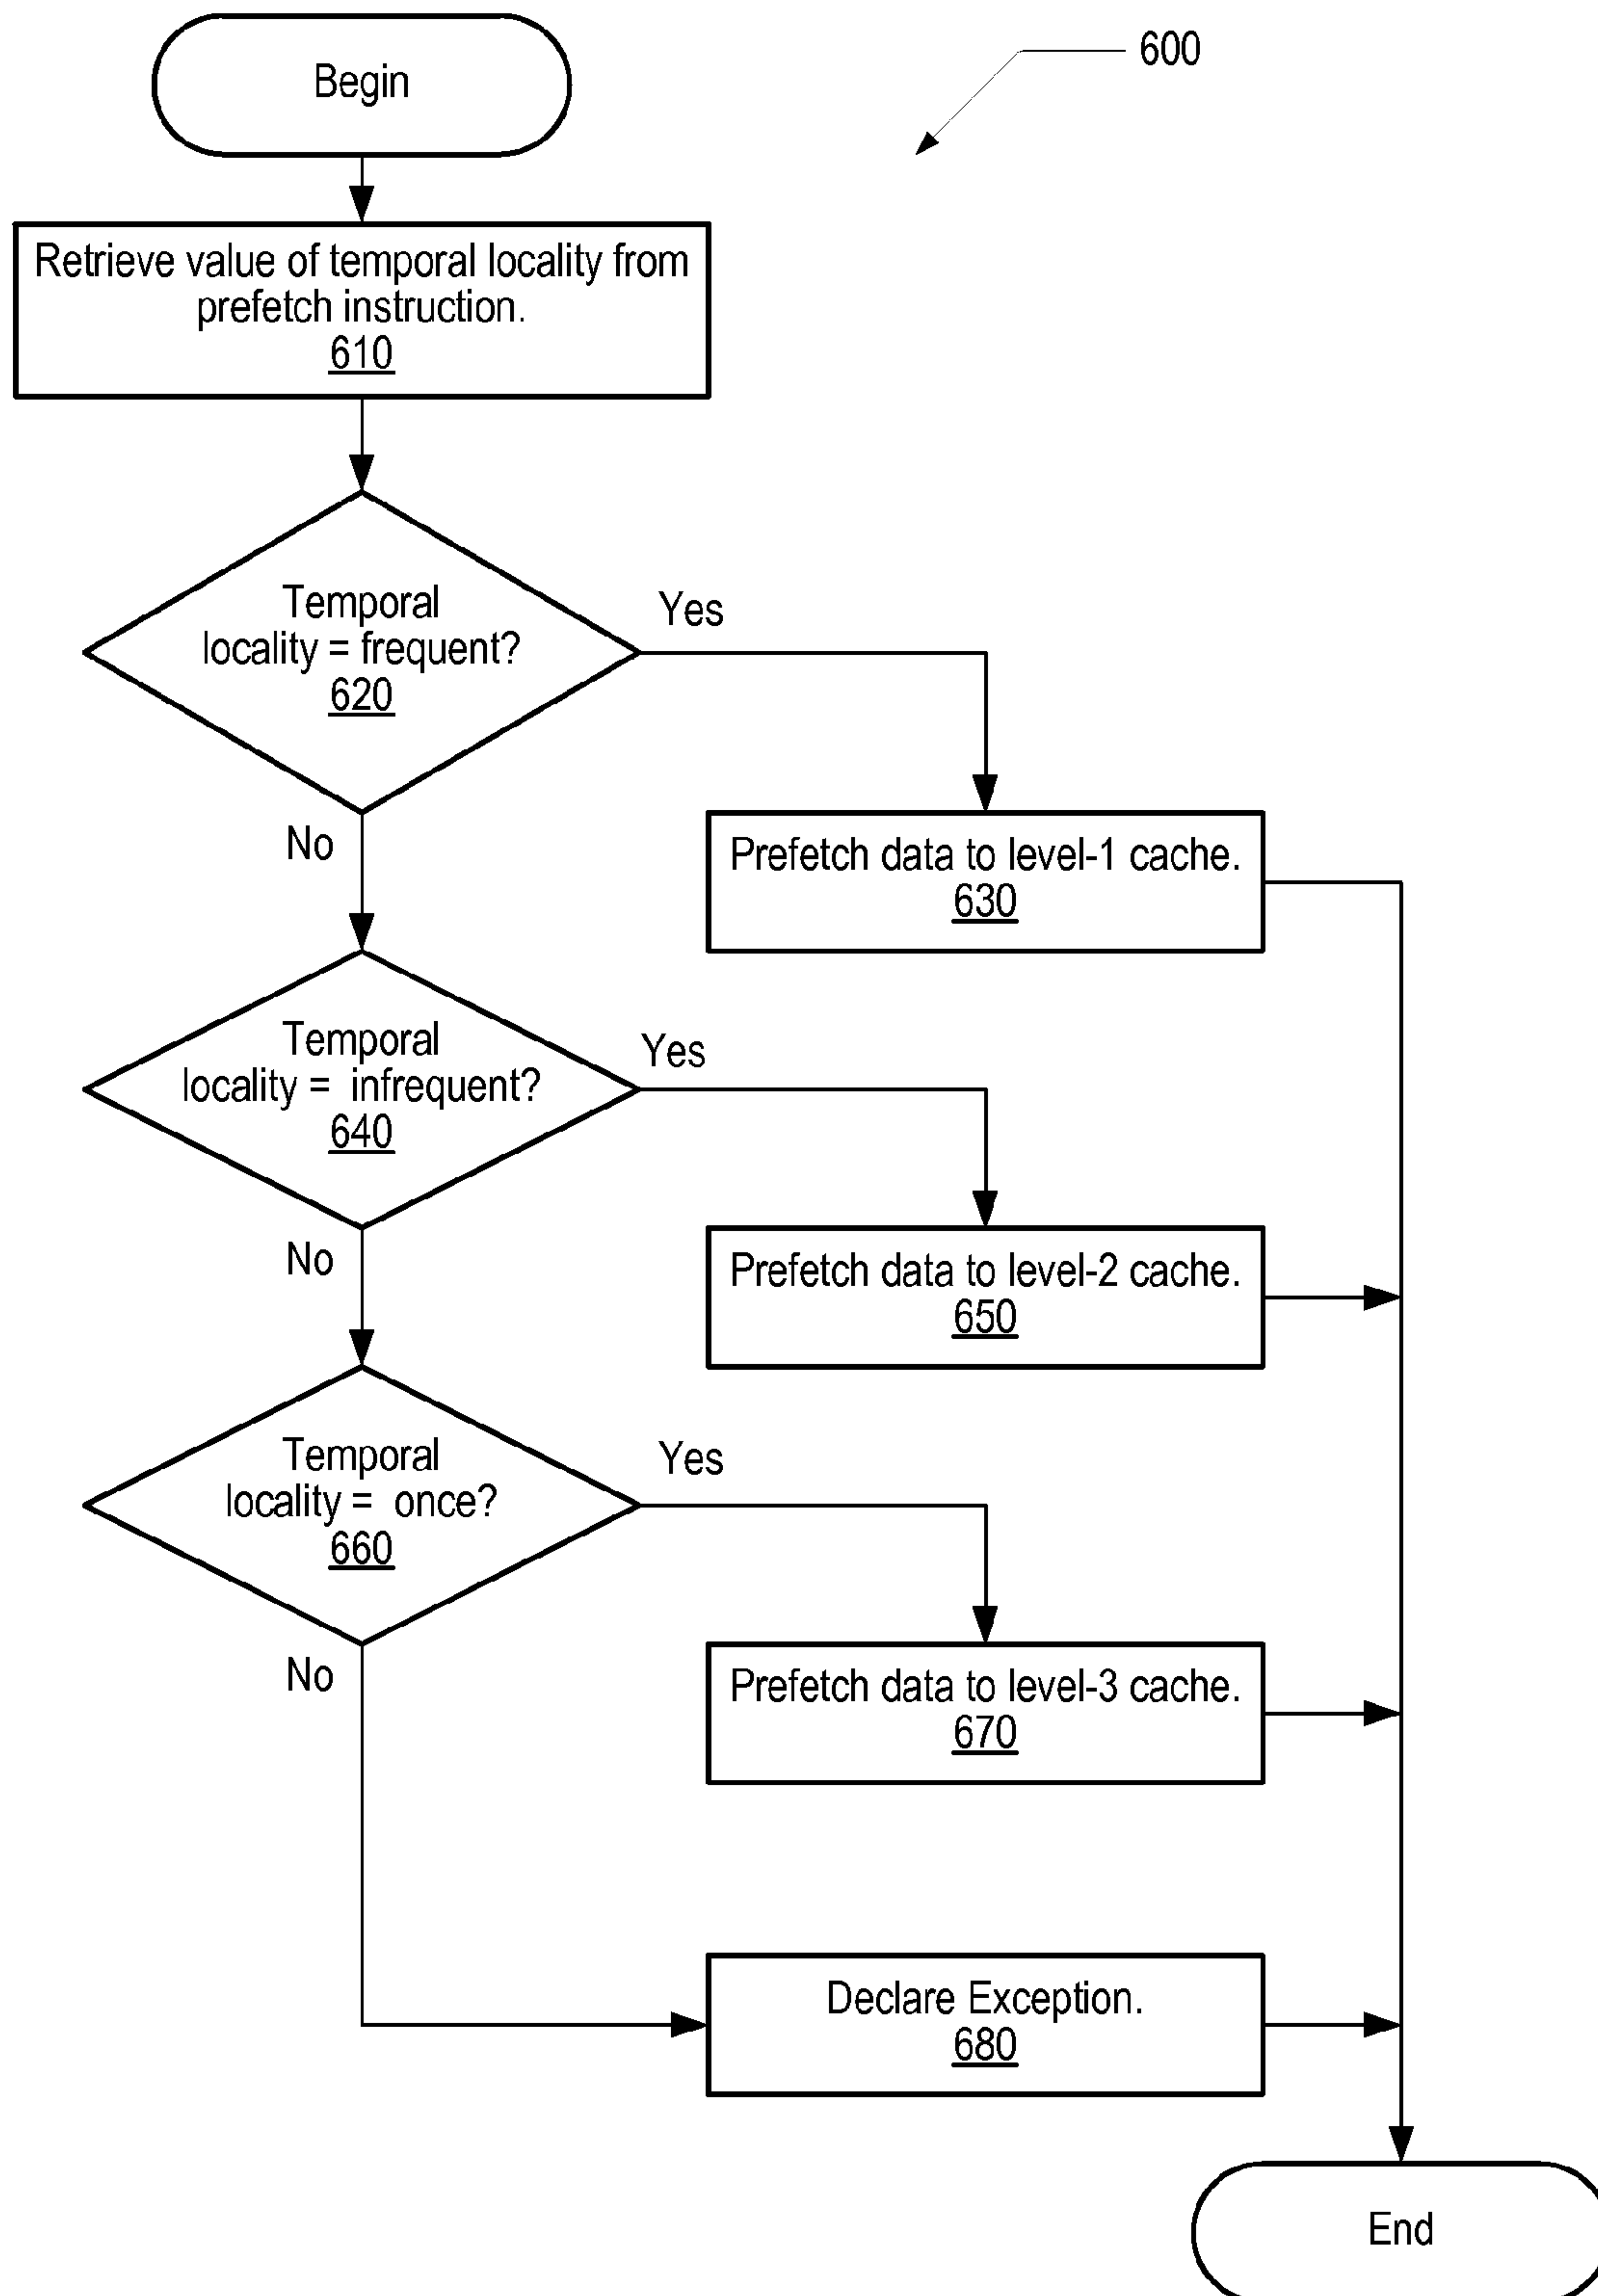 Begin
600
Retrieve value of temporal locality from
prefetch instruction.
610
Temporal
locality = frequent?
620
Yes
No
Prefetch data to level-1 cache.
630
Temporal
locality =  infrequent?
640
Yes
No
Prefetch data to level-2 cache.
650
Temporal
locality =  once?
660
Yes
No
Prefetch data to level-3 cache.
670
Declare Exception.
680
End